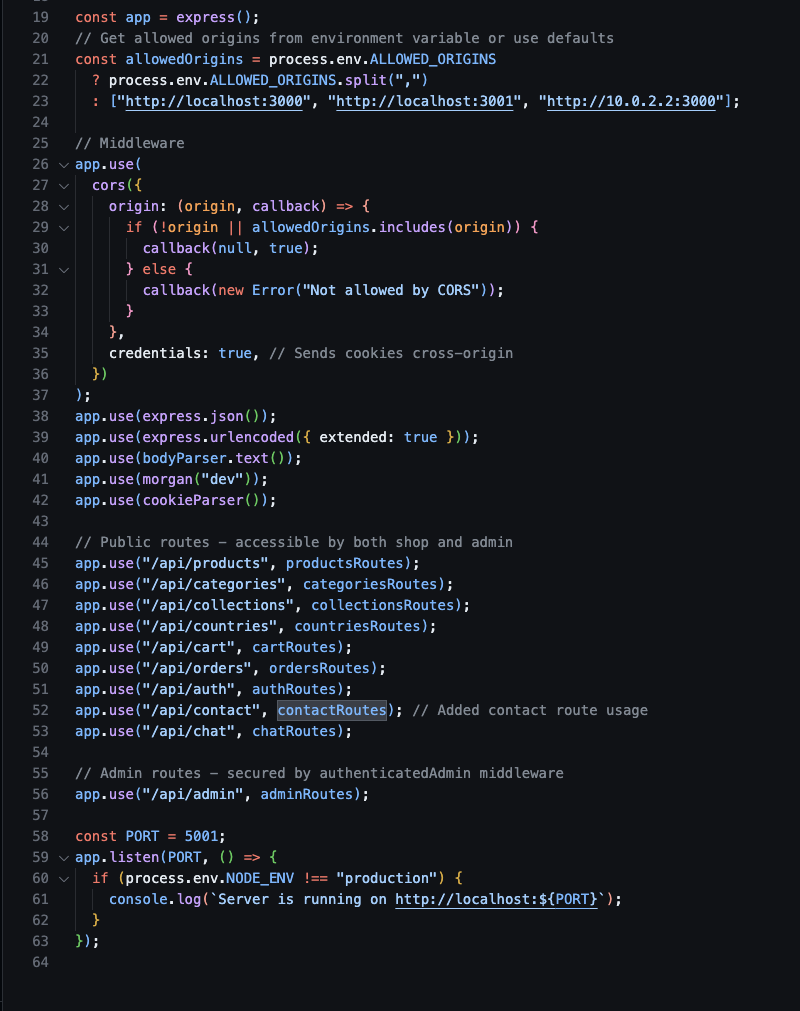 19 const app = express();
20 // Get allowed origins from environment variable or use defaults
21 const allowedOrigins = process.env.ALLOWED_ORIGINS
22   ? process.env.ALLOWED_ORIGINS.split(",")
23   : ["http://localhost:3000", "http://localhost:3001", "http://10.0.2.2:3000"];
24
25 // Middleware
26 app.use(
27   cors({
28     origin: (origin, callback) => {
29       if (!origin || allowedOrigins.includes(origin)) {
30         callback(null, true);
31       } else {
32         callback(new Error("Not allowed by CORS"));
33       }
34     },
35     credentials: true, // Sends cookies cross-origin
36   })
37 );
38 app.use(express.json());
39 app.use(express.urlencoded({ extended: true }));
40 app.use(bodyParser.text());
41 app.use(morgan("dev"));
42 app.use(cookieParser());
43
44 // Public routes – accessible by both shop and admin
45 app.use("/api/products", productsRoutes);
46 app.use("/api/categories", categoriesRoutes);
47 app.use("/api/collections", collectionsRoutes);
48 app.use("/api/countries", countriesRoutes);
49 app.use("/api/cart", cartRoutes);
50 app.use("/api/orders", ordersRoutes);
51 app.use("/api/auth", authRoutes);
52 app.use("/api/contact", contactRoutes); // Added contact route usage
53 app.use("/api/chat", chatRoutes);
54
55 // Admin routes – secured by authenticatedAdmin middleware
56 app.use("/api/admin", adminRoutes);
57
58 const PORT = 5001;
59 app.listen(PORT, () => {
60   if (process.env.NODE_ENV !== "production") {
61     console.log(`Server is running on http://localhost:${PORT}`);
62   }
63 });
64